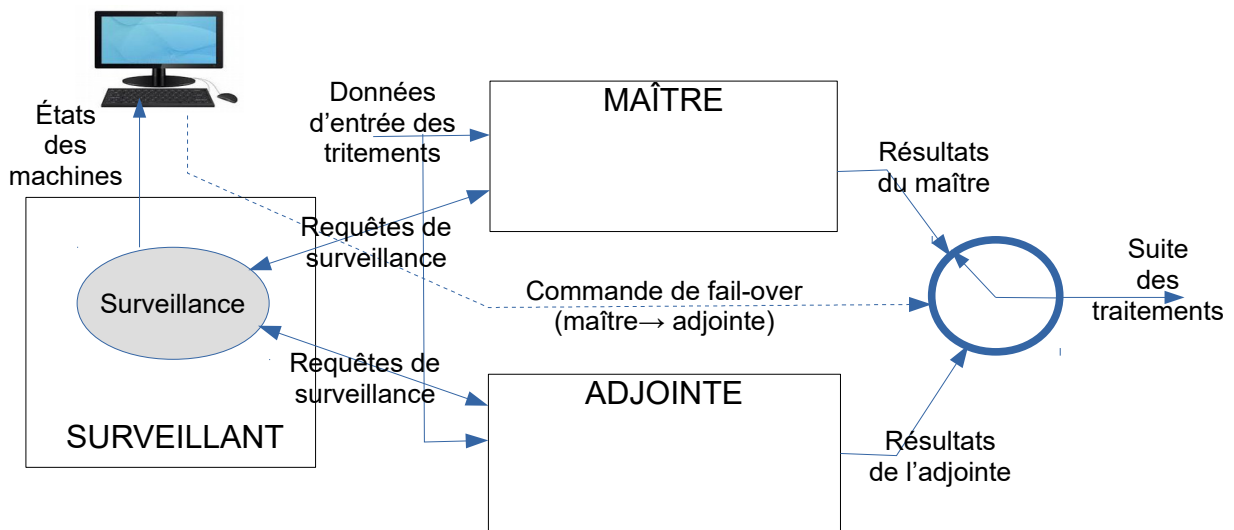 États
des
machines
Données
d’entrée des
tritements
MAÎTRE
Résultats
du maître
Requêtes de
surveillance
Surveillance
Commande de fail-over
(maître→ adjointe)
Suite
des
traitements
Requêtes de
surveillance
SURVEILLANT
ADJOINTE
Résultats
de l’adjointe